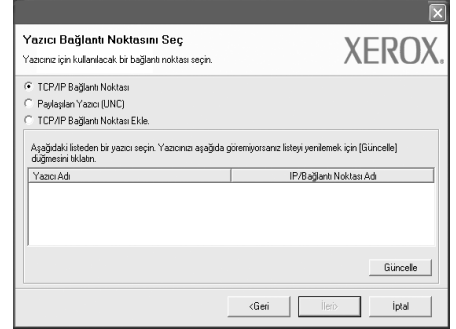 Yazıcı Bağlantı Noktasını Seç
Yazıcınız için kullanılacak bir bağlantı noktası seçin.
XEROX.
TCP/IP Bağlantı Noktası
Paylaşılan Yazıcı (UNC)
TCP/IP Bağlantı Noktası Ekle.
Aşağıdaki listeden bir yazıcı seçin. Yazıcınızı aşağıda göremiyorsanız listeyi yenilemek için [Güncelle]
düğmesini tıklatın.
Yazıcı Adı IP/Bağlantı Noktası Adı
Güncelle
<Geri İleri> İptal